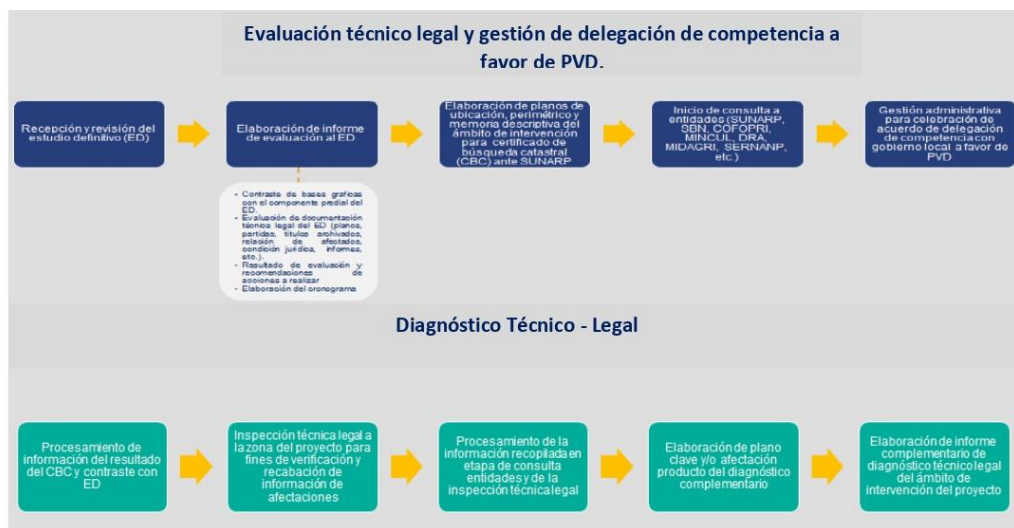 Evaluación técnico legal y gestión de delegación de competencia a
favor de PVD.
Recepción y revisión del
estudio definitivo (ED)
Elaboración de informe
de evaluación al ED
Elaboración de planos de
ubicación, perimétrico y
memoria descriptiva del
ámbito de intervención
para certificado de
búsqueda catastral
(CBC) ante SUNARP
Inicio de consulta a
entidades (SUNARP,
SBN, COFOPRI,
MINCUL, DRA,
MIDAGRI, SERNANP,
etc.)
Gestión administrativa
para celebración de
acuerdo de delegación
de competencia con
gobierno local a favor de
PVD
- Contraste de bases graficas
con el componente predial del
ED.
- Evaluación de documentación
técnica legal del ED (planos,
partidas, títulos archivados,
relación de afectados,
condición jurídica, informes,
etc.).
- Resultado de evaluación y
recomendaciones de
acciones a realizar
- Elaboración del cronograma
Diagnóstico Técnico - Legal
Procesamiento de
información del resultado
del CBC y contraste con
ED
Inspección técnica legal a
la zona del proyecto para
fines de verificación y
recabación de
información de
afectaciones
Procesamiento de la
información recopilada en
etapa de consulta
entidades y de la
inspección técnica legal
Elaboración de plano
clave y/o afectación
producto del diagnóstico
complementario
Elaboración de informe
complementario de
diagnóstico técnico legal
del ámbito de
intervención del proyecto